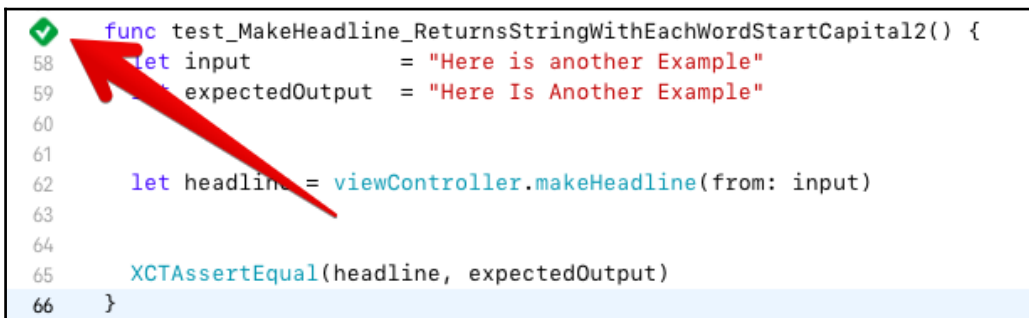 func test_MakeHeadline_ReturnsStringWithEachWordStartCapital2() {
58 let input = "Here is another Example"
59 expectedOutput = "Here Is Another Example"
60
61
62 let headline = viewController.makeHeadline(from: input)
63
64
65 XCTAssertEqual(headline, expectedOutput)
66 }